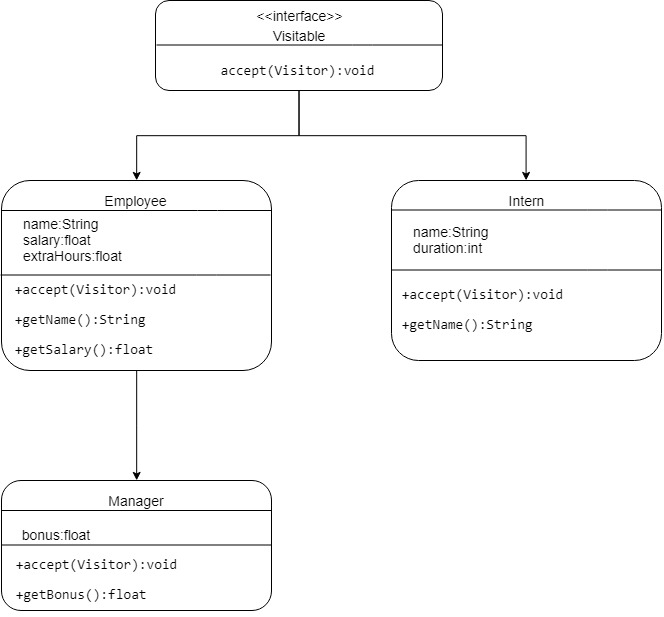 <<interface>>
Visitable
accept(Visitor):void
Employee
name:String
salary:float
extraHours:float
+accept(Visitor):void
+getName():String
+getSalary():float
Intern
name:String
duration:int
+accept(Visitor):void
+getName():String
Manager
bonus:float
+accept(Visitor):void
+getBonus():float